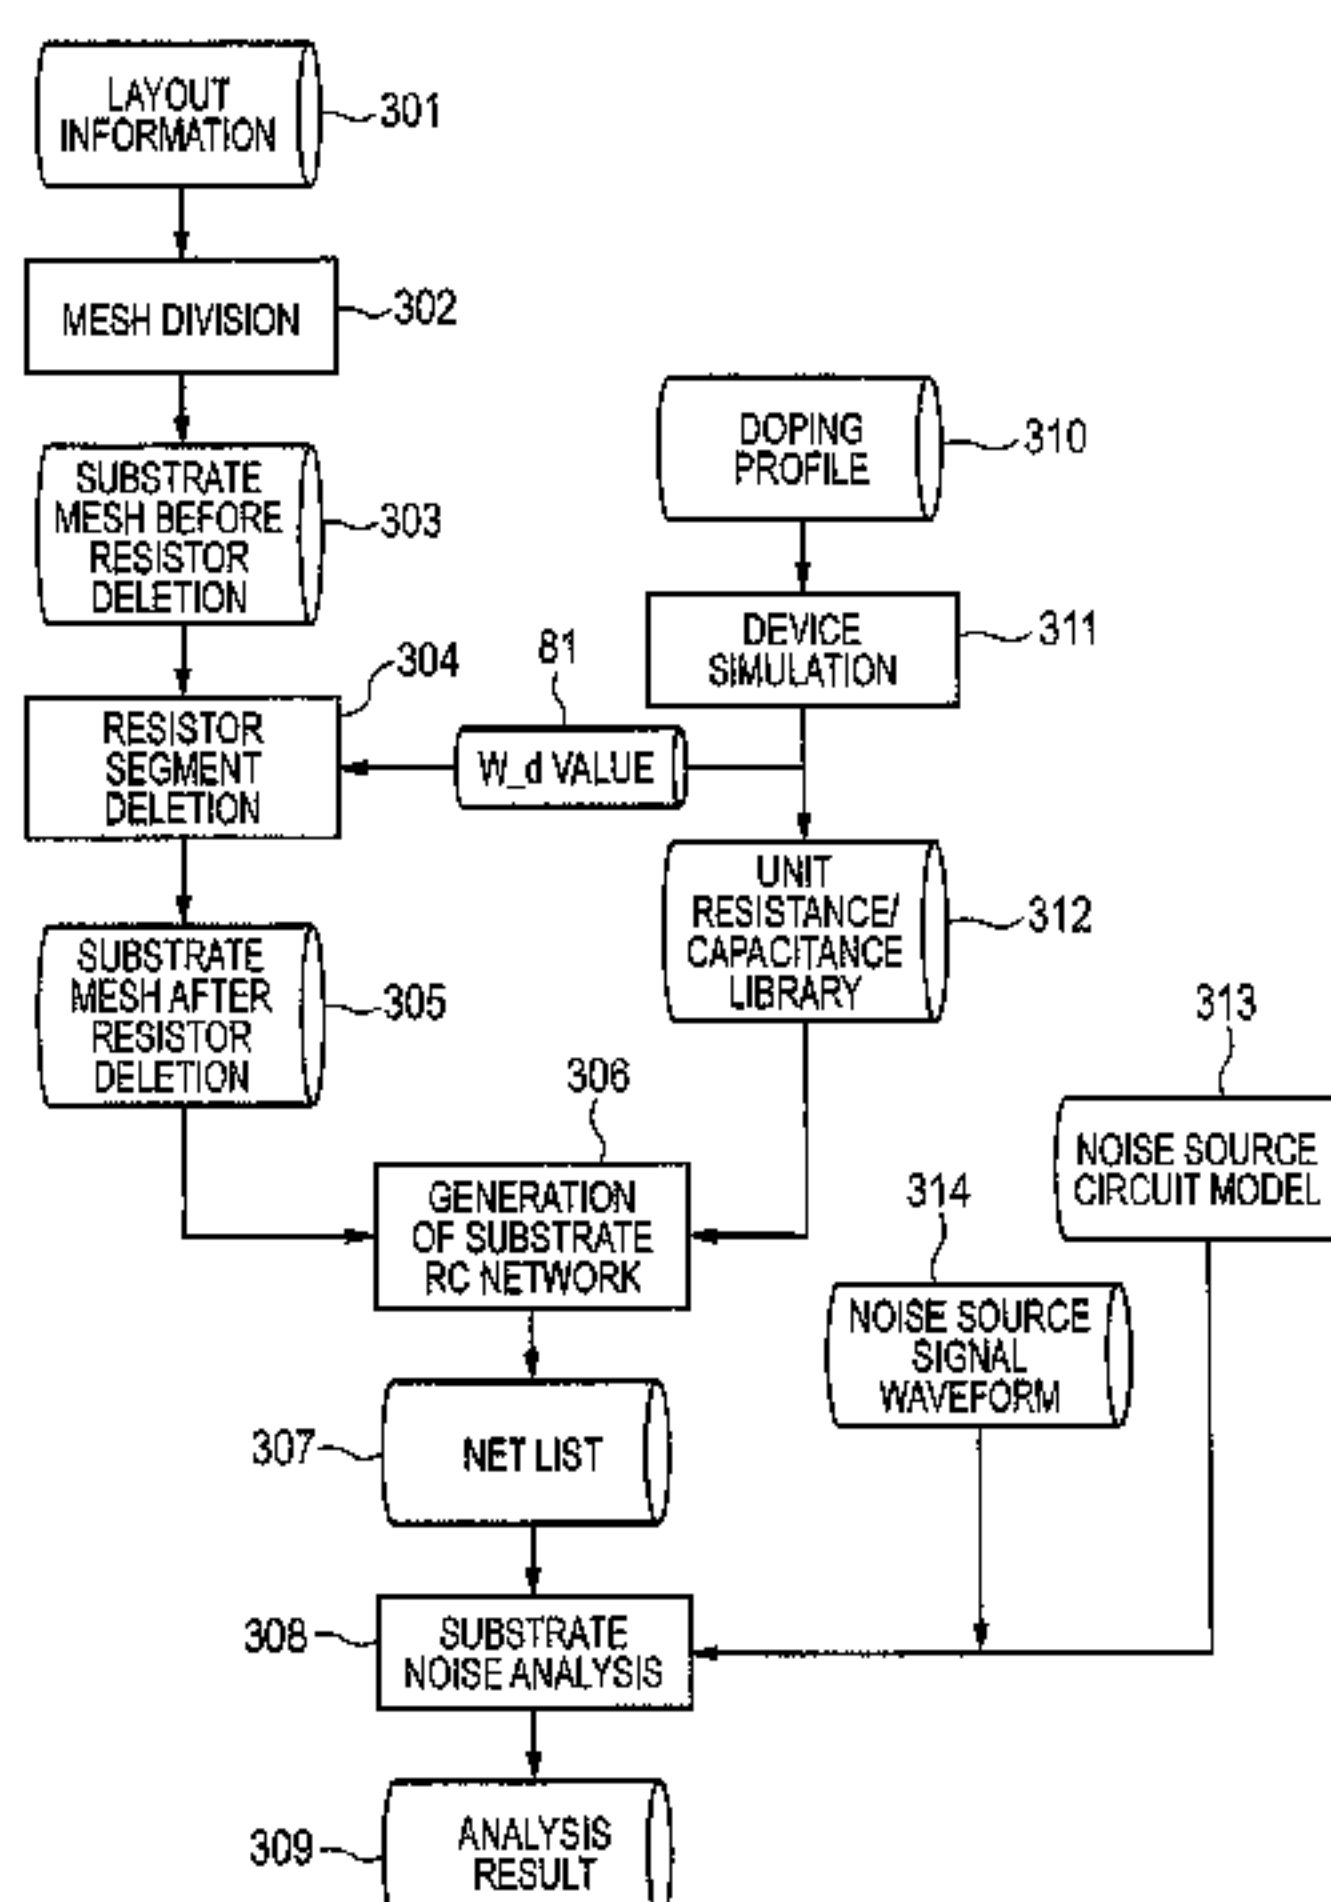 LAYOUT
INFORMATION
301
MESH DIVISION
302
SUBSTRATE
MESH BEFORE
RESISTOR
DELETION
303
RESISTOR
SEGMENT
DELETION
304
81
W_d VALUE
DOPING
PROFILE
310
DEVICE
SIMULATION
311
UNIT
RESISTANCE/
CAPACITANCE
LIBRARY
312
SUBSTRATE
MESH AFTER
RESISTOR
DELETION
305
306
GENERATION
OF SUBSTRATE
RC NETWORK
313
NOISE SOURCE
CIRCUIT MODEL
314
NOISE SOURCE
SIGNAL
WAVEFORM
307
NET LIST
308
SUBSTRATE
NOISE ANALYSIS
309
ANALYSIS
RESULT